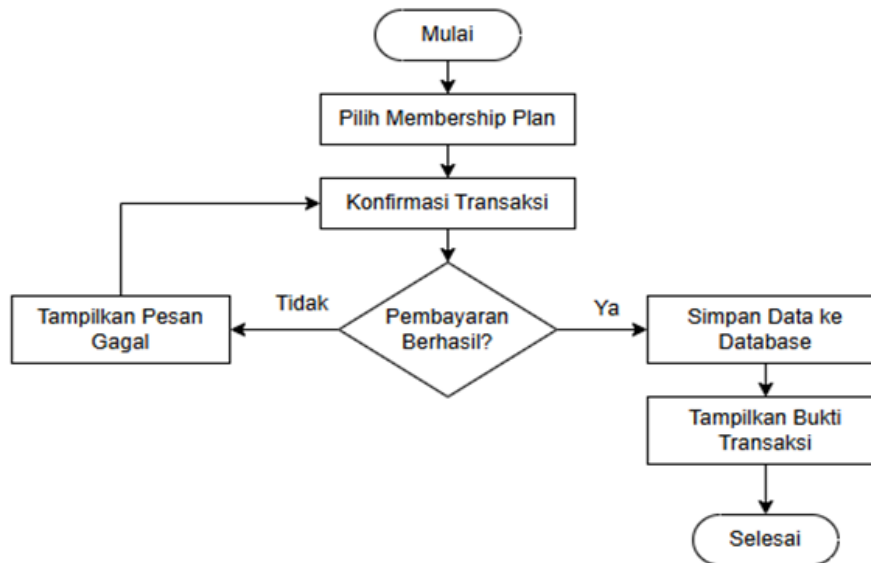 Mulai
Pilih Membership Plan
Konfirmasi Transaksi
Tidak
Tampilkan Pesan
Gagal
Pembayaran
Berhasil?
Ya
Simpan Data ke
Database
Tampilkan Bukti
Transaksi
Selesai